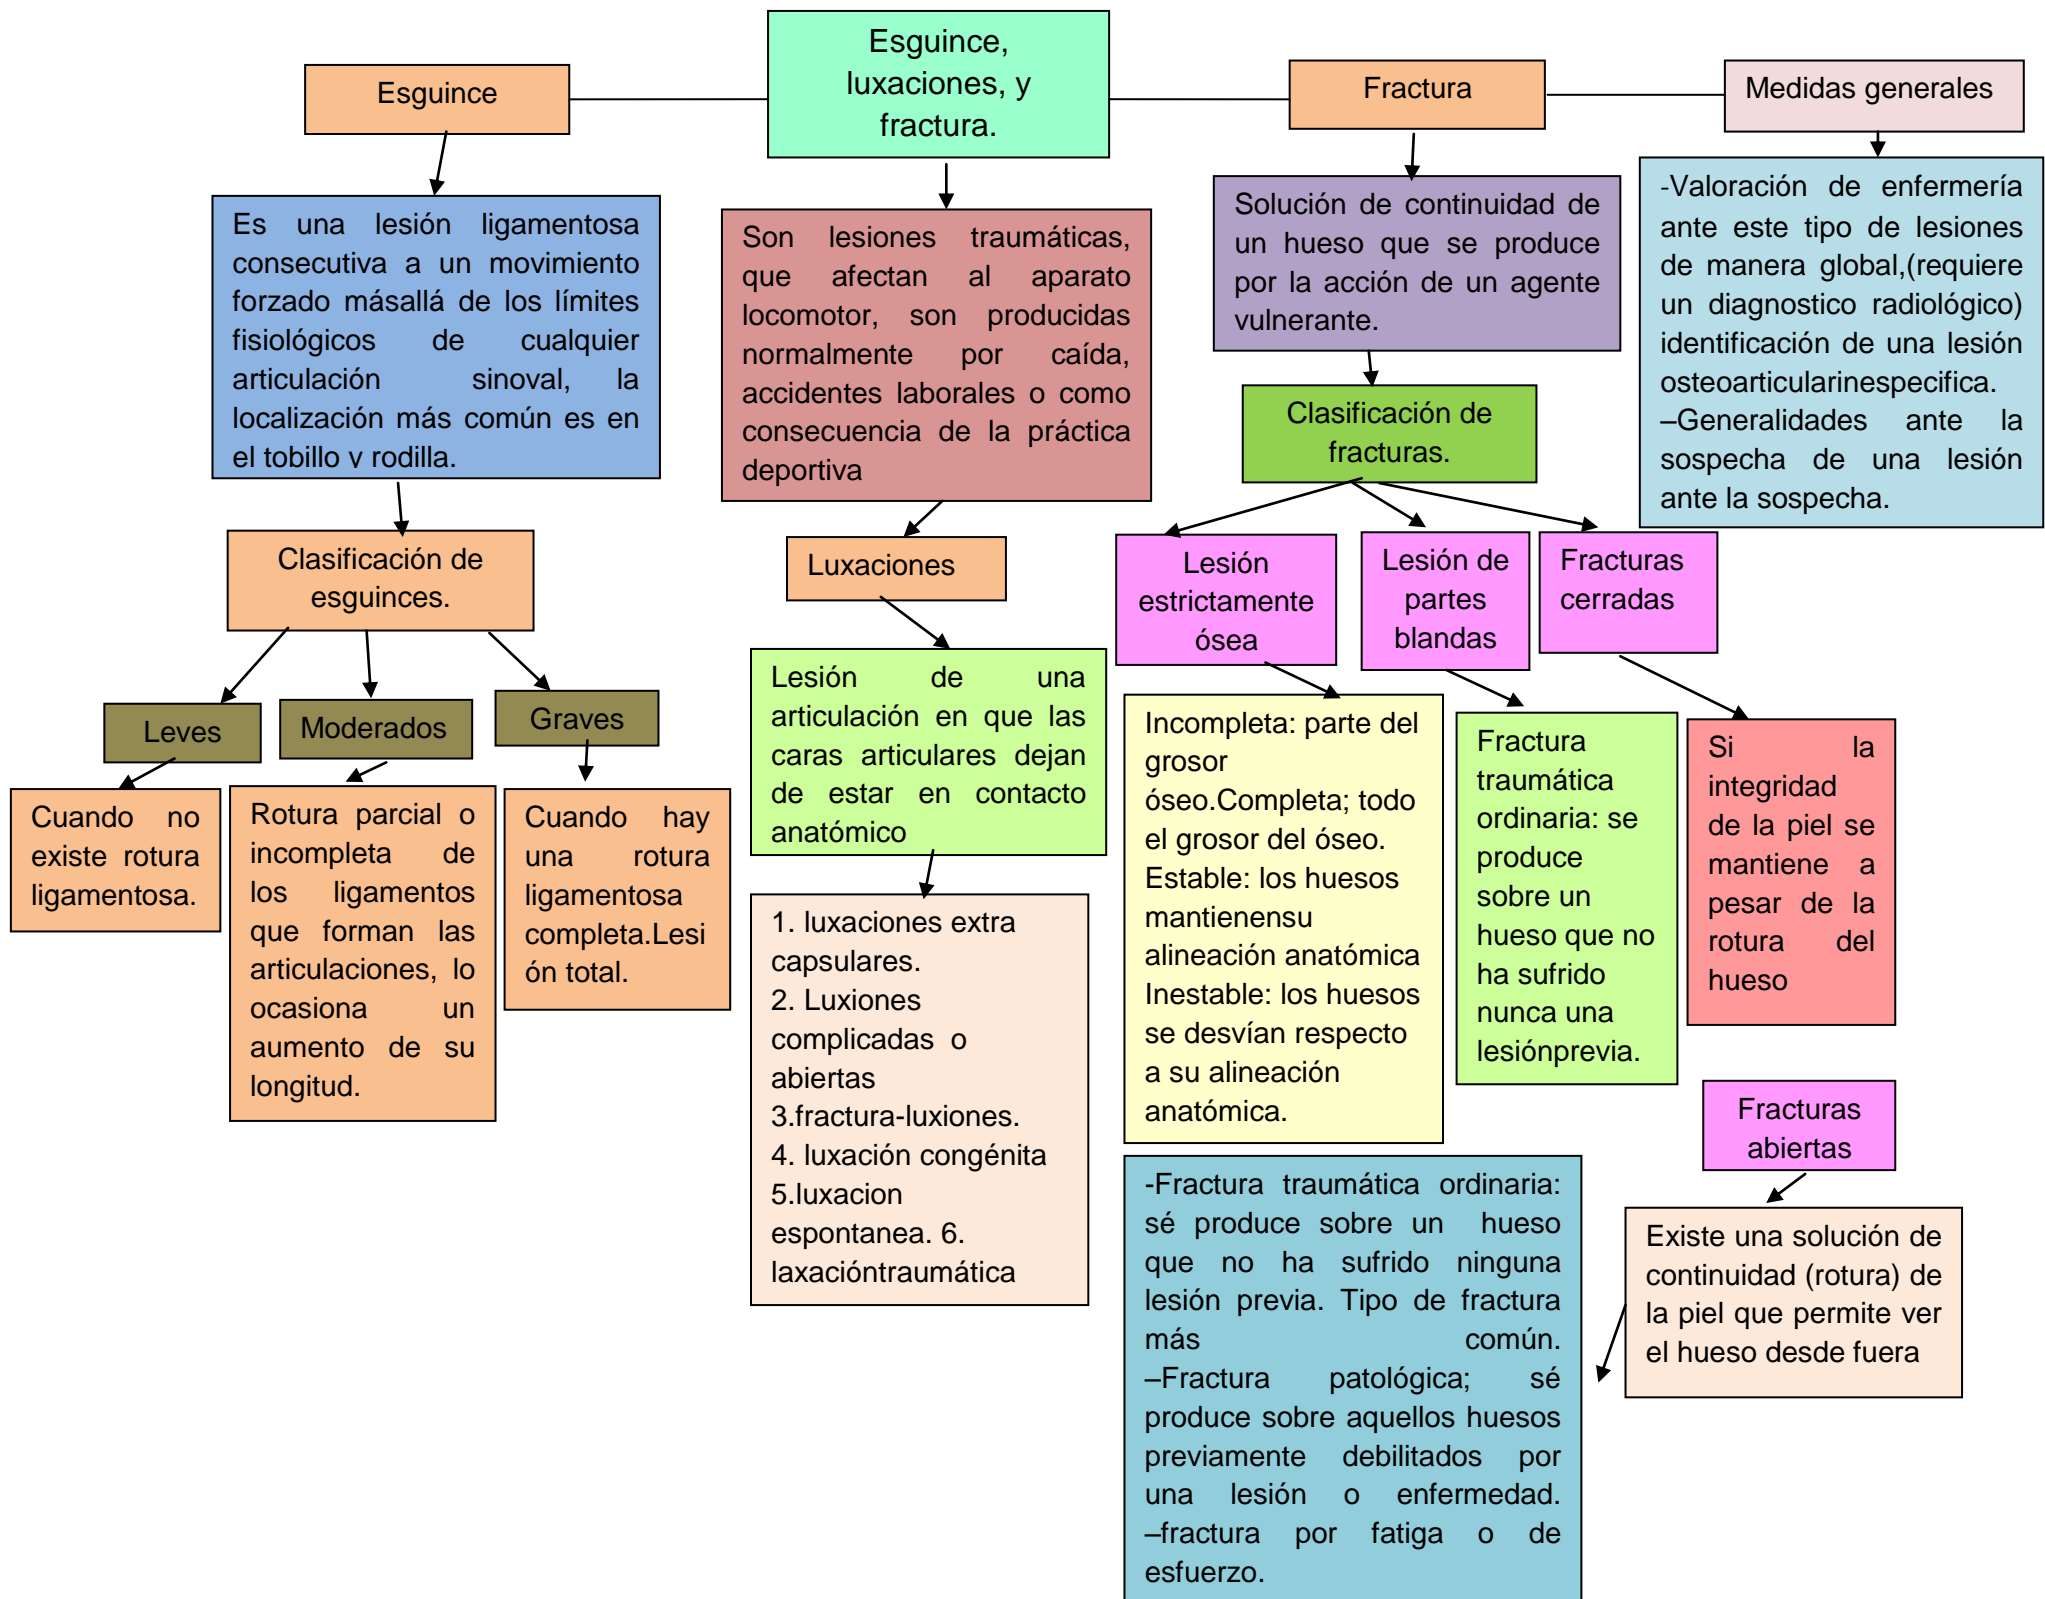 Esguince,
luxaciones, y
fractura.
Esguince
Fractura
Medidas generales
Es una lesión ligamentosa
consecutiva a un movimiento
forzado másallá de los límites
fisiológicos de cualquier
articulación sinoval, la
localización más común es en
el tobillo y rodilla.
Son lesiones traumáticas,
que afectan al aparato
locomotor, son producidas
normalmente por caída,
accidentes laborales o como
consecuencia de la práctica
deportiva
Solución de continuidad de
un hueso que se produce
por la acción de un agente
vulnerante.
-Valoración de enfermería
ante este tipo de lesiones
de manera global,(requiere
un diagnostico radiológico)
identificación de una lesión
osteoarticularinespecifica.
–Generalidades ante la
sospecha de una lesión
ante la sospecha.
Clasificación de
esguinces.
Leves
Moderados
Graves
Cuando no
existe rotura
ligamentosa.
Rotura parcial o
incompleta de
los ligamentos
que forman las
articulaciones, lo
ocasiona un
aumento de su
longitud.
Cuando hay
una rotura
ligamentosa
completa.Lesi
ón total.
Luxaciones
Lesión de una
articulación en que las
caras articulares dejan
de estar en contacto
anatómico
1. luxaciones extra
capsulares.
2. Luxiones
complicadas o
abiertas
3.fractura-luxiones.
4. luxación congénita
5.luxacion
espontanea. 6.
laxacióntraumática
Clasificación de
fracturas.
Lesión
estrictamente
ósea
Lesión de
partes
blandas
Fracturas
cerradas
Incompleta: parte del
grosor
óseo.Completa; todo
el grosor del óseo.
Estable: los huesos
mantienensu
alineación anatómica
Inestable: los huesos
se desvían respecto
a su alineación
anatómica.
Fractura
traumática
ordinaria: se
produce
sobre un
hueso que no
ha sufrido
nunca una
lesiónprevia.
Si la
integridad
de la piel se
mantiene a
pesar de la
rotura del
hueso
Fracturas
abiertas
Existe una solución de
continuidad (rotura) de
la piel que permite ver
el hueso desde fuera
-Fractura traumática ordinaria:
sé produce sobre un hueso
que no ha sufrido ninguna
lesión previa. Tipo de fractura
más común.
–Fractura patológica; sé
produce sobre aquellos huesos
previamente debilitados por
una lesión o enfermedad.
–fractura por fatiga o de
esfuerzo.